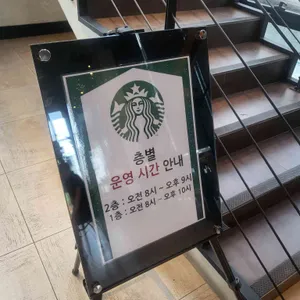 층별
운영 시간 안내
2층 : 오전 8시 ~ 오후 9시
1층 : 오전 8시 ~ 오후 10시